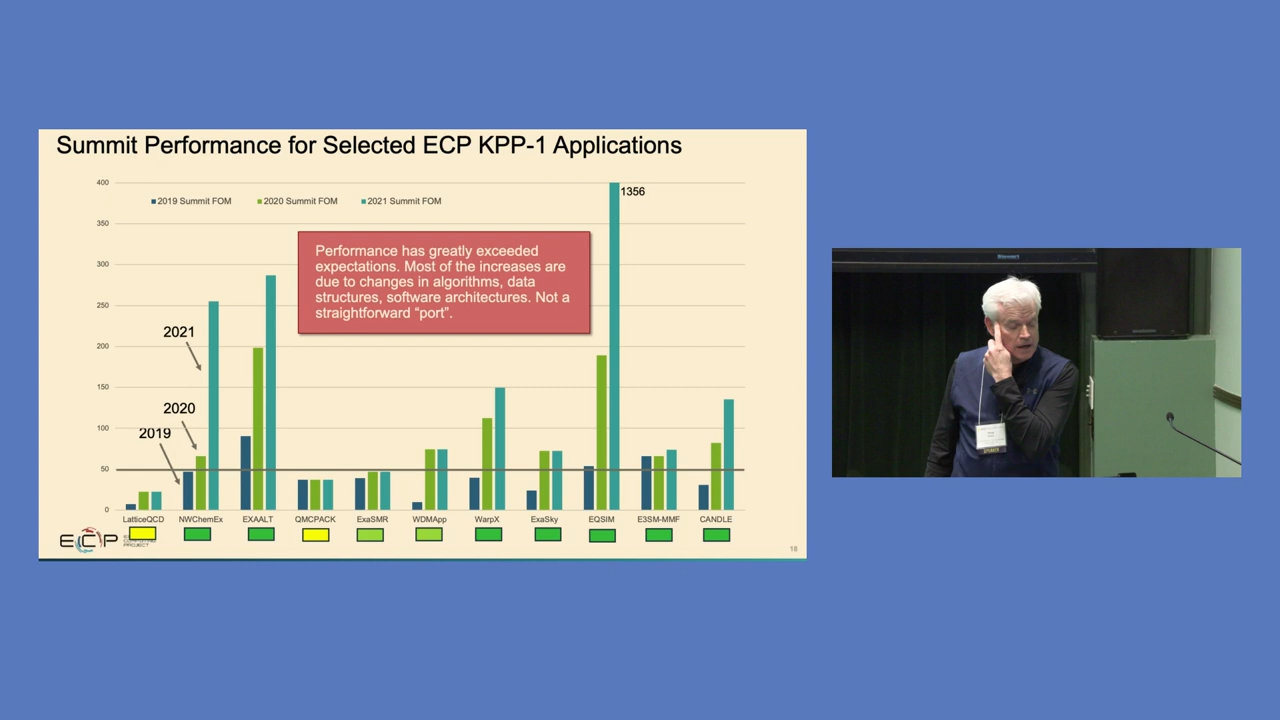 Summit Performance for Selected ECP KPP-1 Applications
400
2019 Summit FOM
2020 Summit FOM
2021 Summit FOM
1356
350
300
250
200
150
100
50
0
Performance has greatly exceeded
expectations. Most of the increases are
due to changes in algorithms, data
structures, software architectures. Not a
straightforward “port”.
2021
2020
2019
LatticeQCD
NWChemEx
EXAALT
QMCPACK
ExaSMR
WDMApp
WarpX
ExaSky
EQSIM
E3SM-MMF
CANDLE
ECP
PROJECT
18
Stewart
SPEAKER